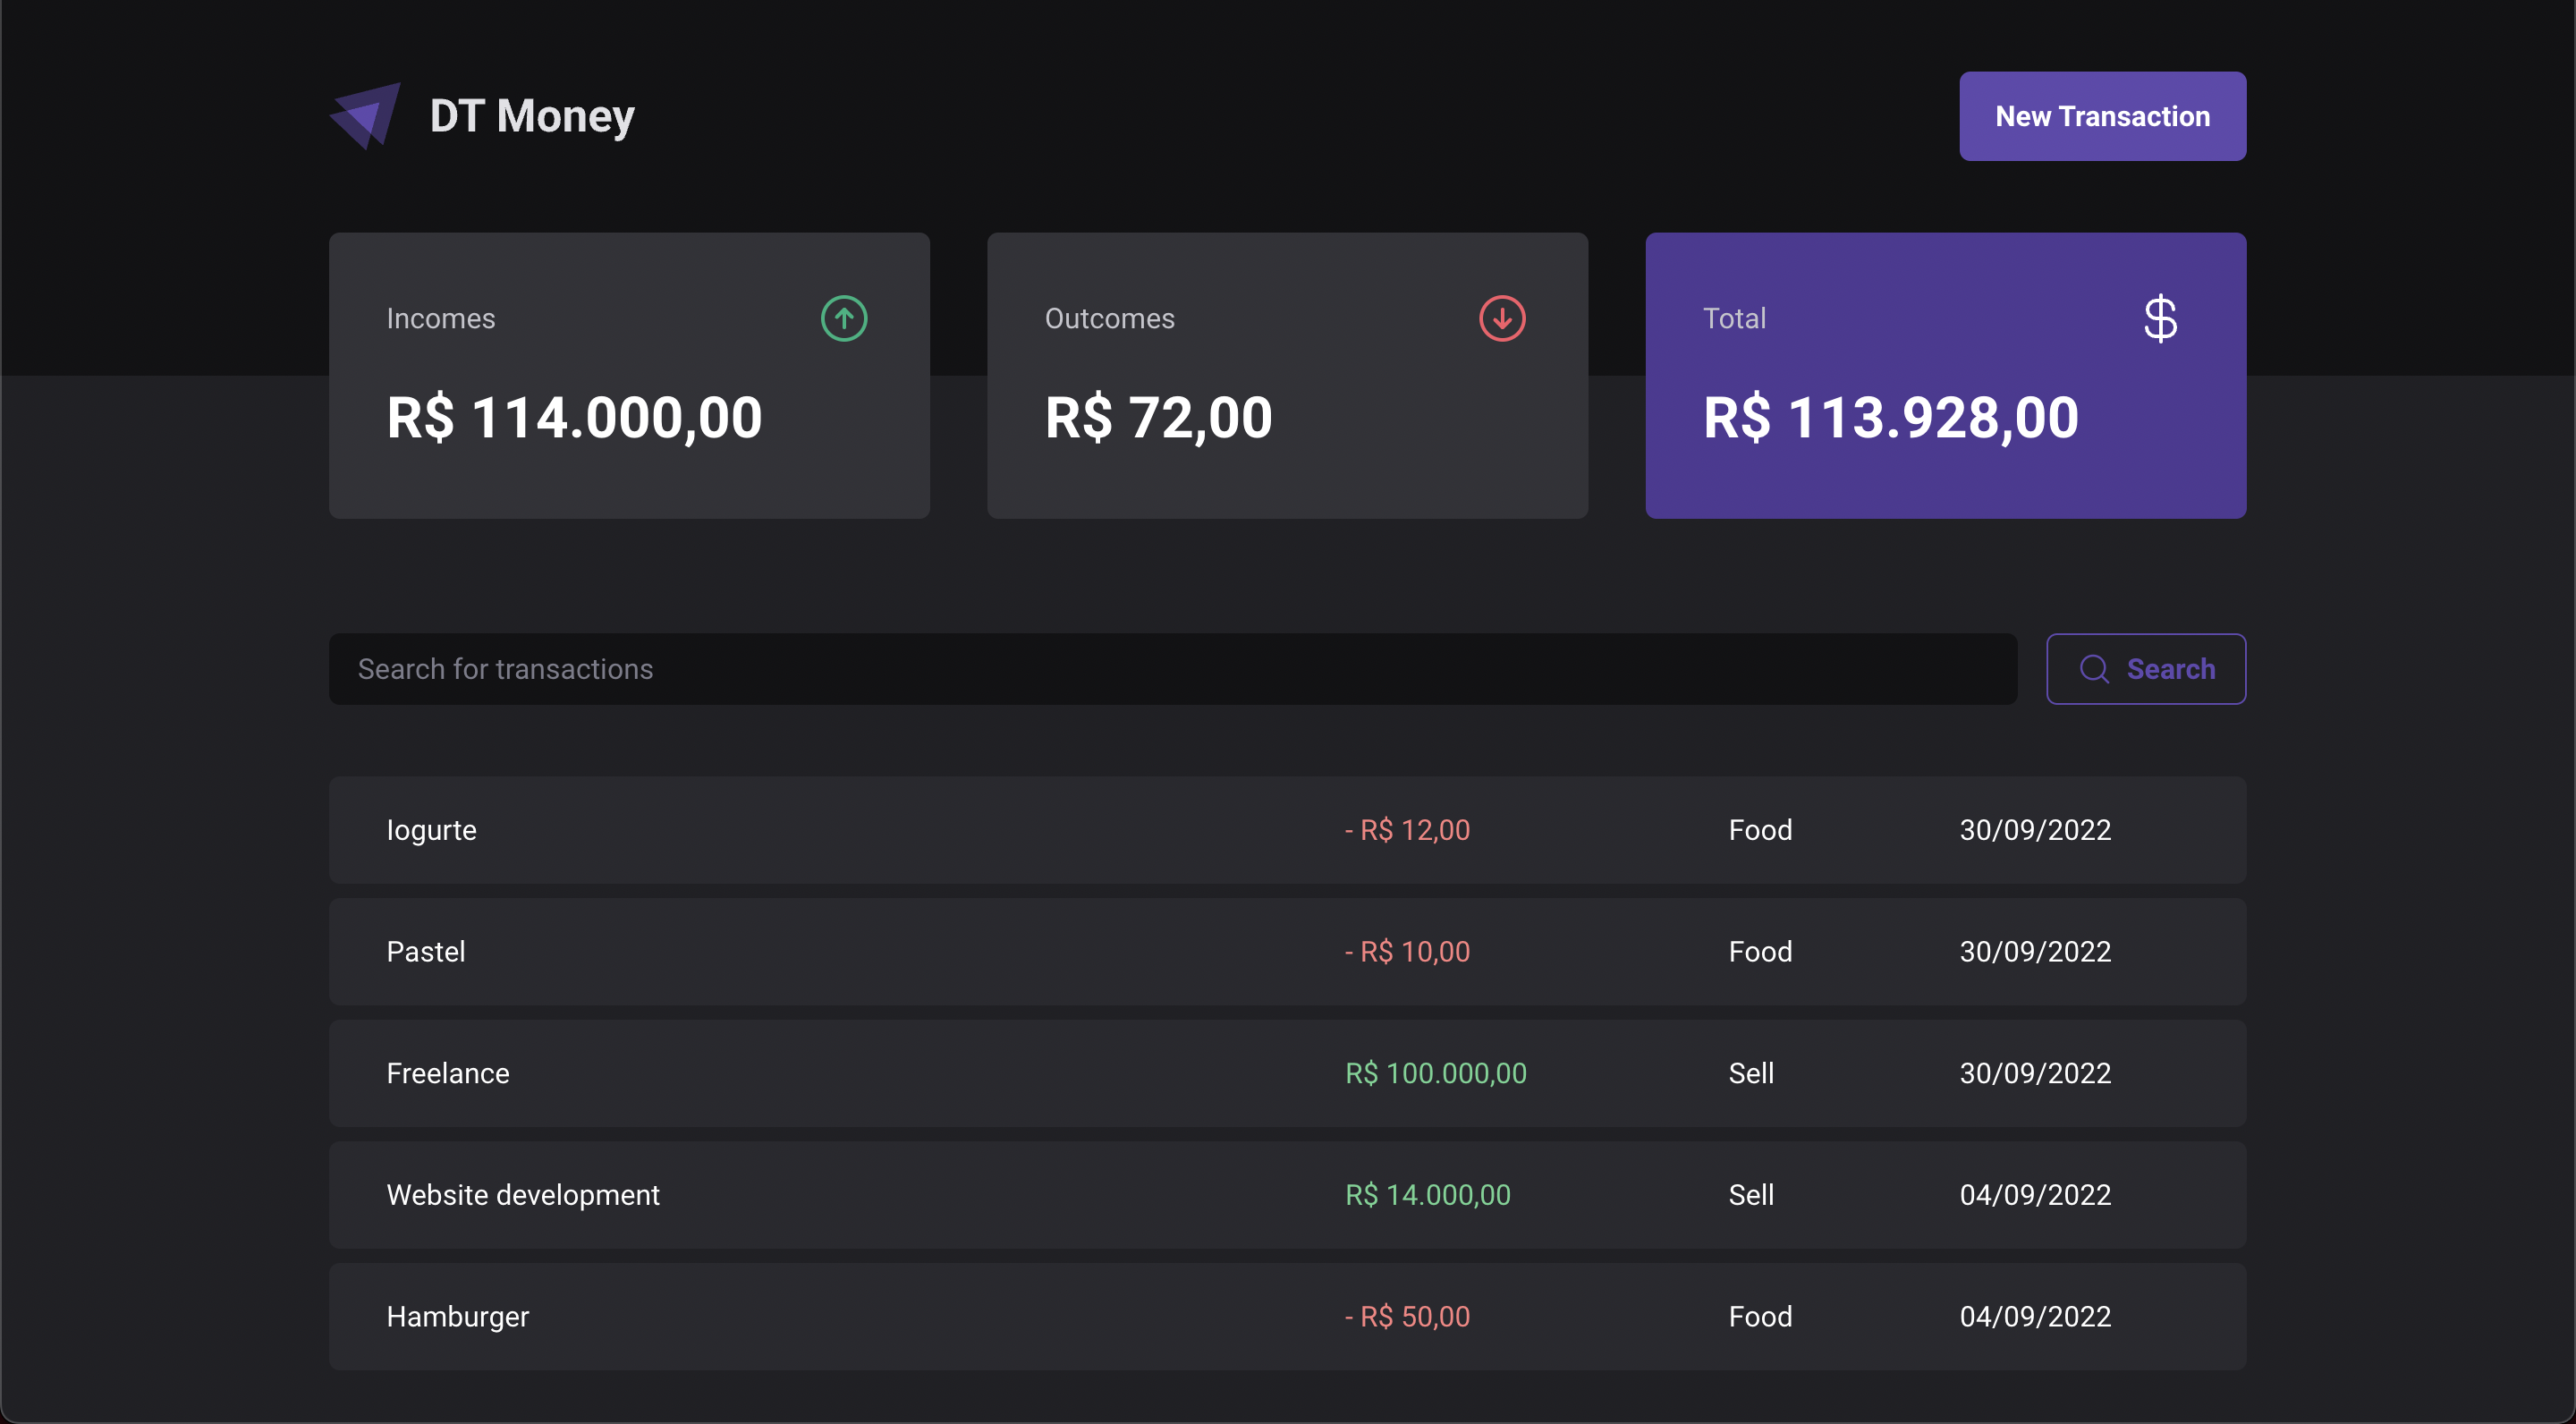 DT Money
New Transaction
Incomes
R$ 114.000,00
Outcomes
R$ 72,00
Total
$
R$ 113.928,00
Search for transactions
Search
Iogurte - R$ 12,00 Food 30/09/2022
Pastel - R$ 10,00 Food 30/09/2022
Freelance R$ 100.000,00 Sell 30/09/2022
Website development R$ 14.000,00 Sell 04/09/2022
Hamburger - R$ 50,00 Food 04/09/2022